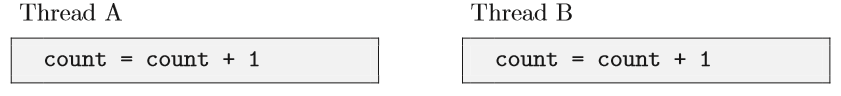 Thread A
count = count + 1
Thread B
count = count + 1